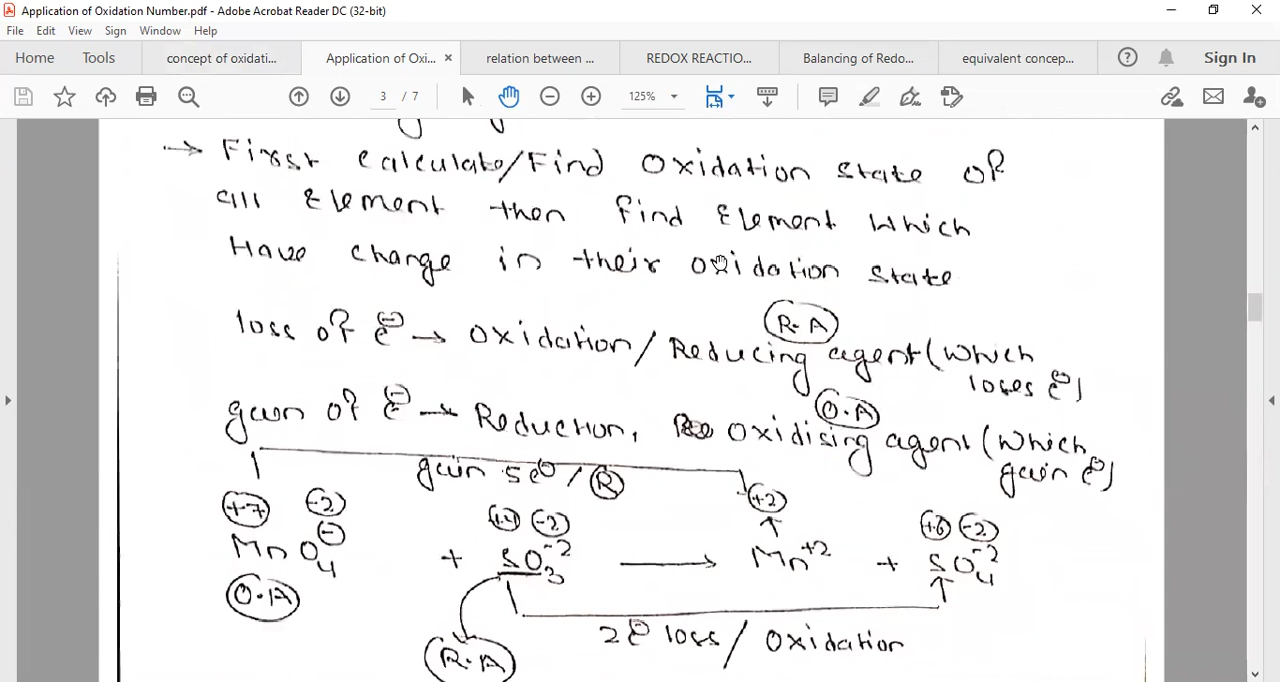 Application of Oxidation Number.pdf - Adobe Acrobat Reader DC (32-bit)
File Edit View Sign Window Help
Home Tools concept of oxidati... Application of Oxi... × relation between ... REDOX REACTIO... Balancing of Redo... equivalent concep... Sign In
3 / 7 125%
→ First calculate/Find Oxidation state of
all Element then find Element which
Have change in their oxidation state
loss of e⊖ → oxidation/Reducing agent (which loses e⊖)
R.A
gain of e⊖ → Reduction, oxidising agent (which gain e⊖)
O.A
gain 5e⊖/R
+7 -2 +4 -2 +2 +6 -2
MnO₄⊖ + SO₃⁻² → Mn⁺² + SO₄⁻²
O.A
2e⊖ loss/oxidation
R.A